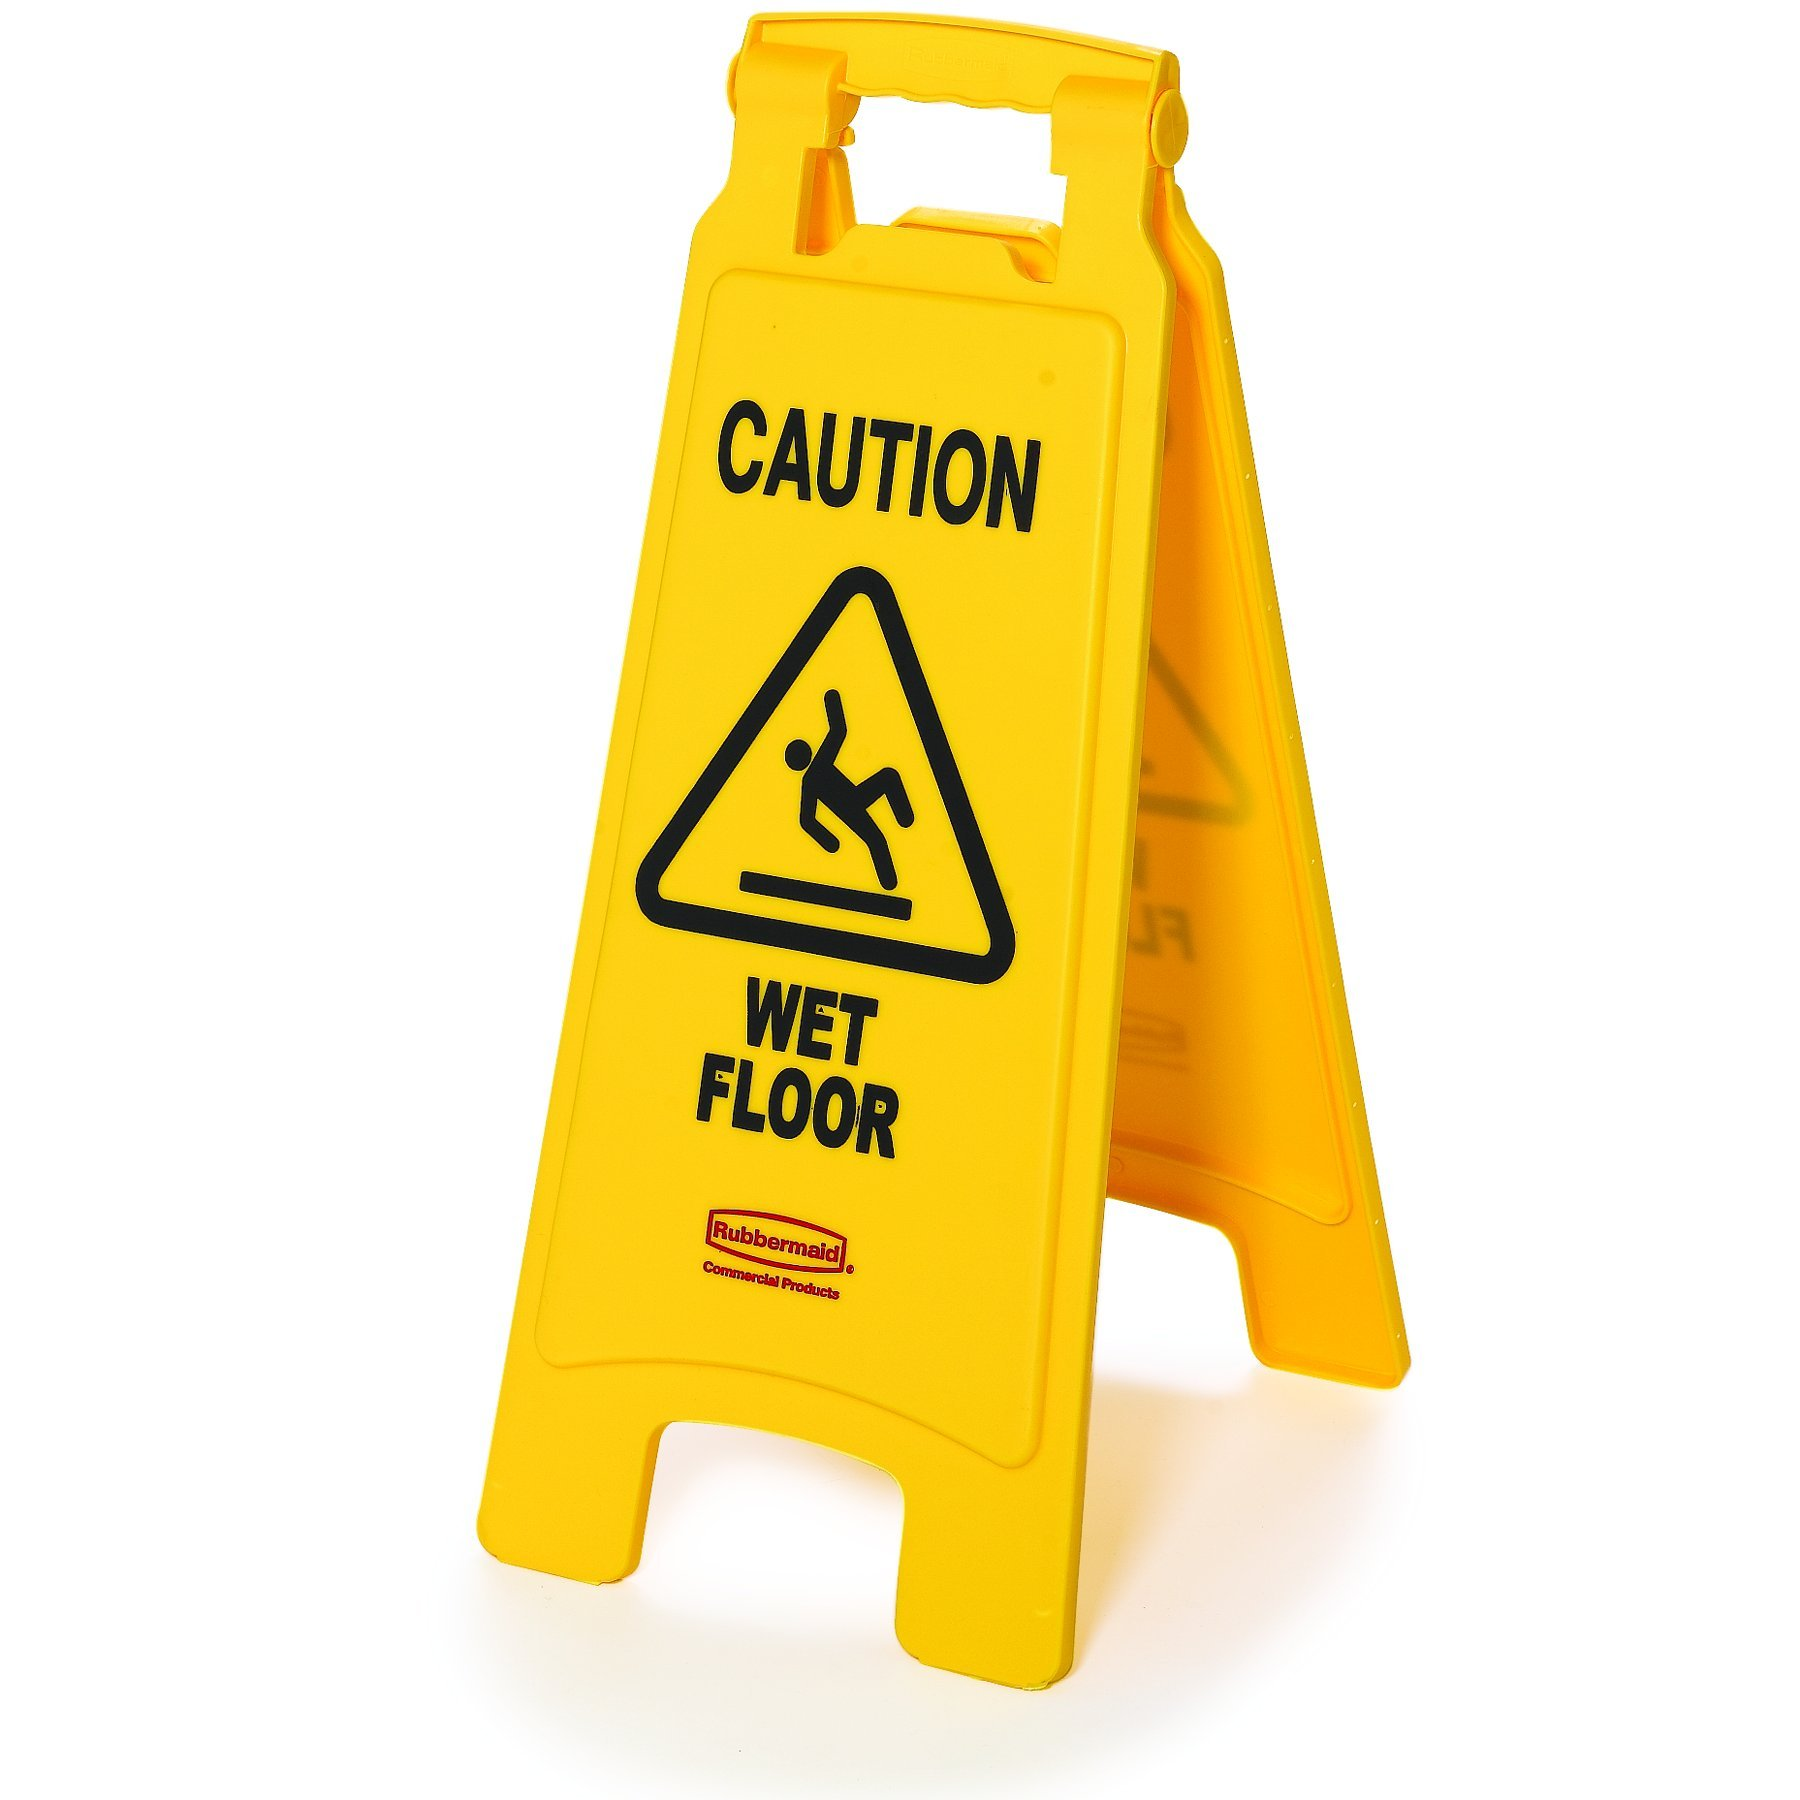 CAUTION
WET
FLOOR
Rubbermaid
Commercial Products